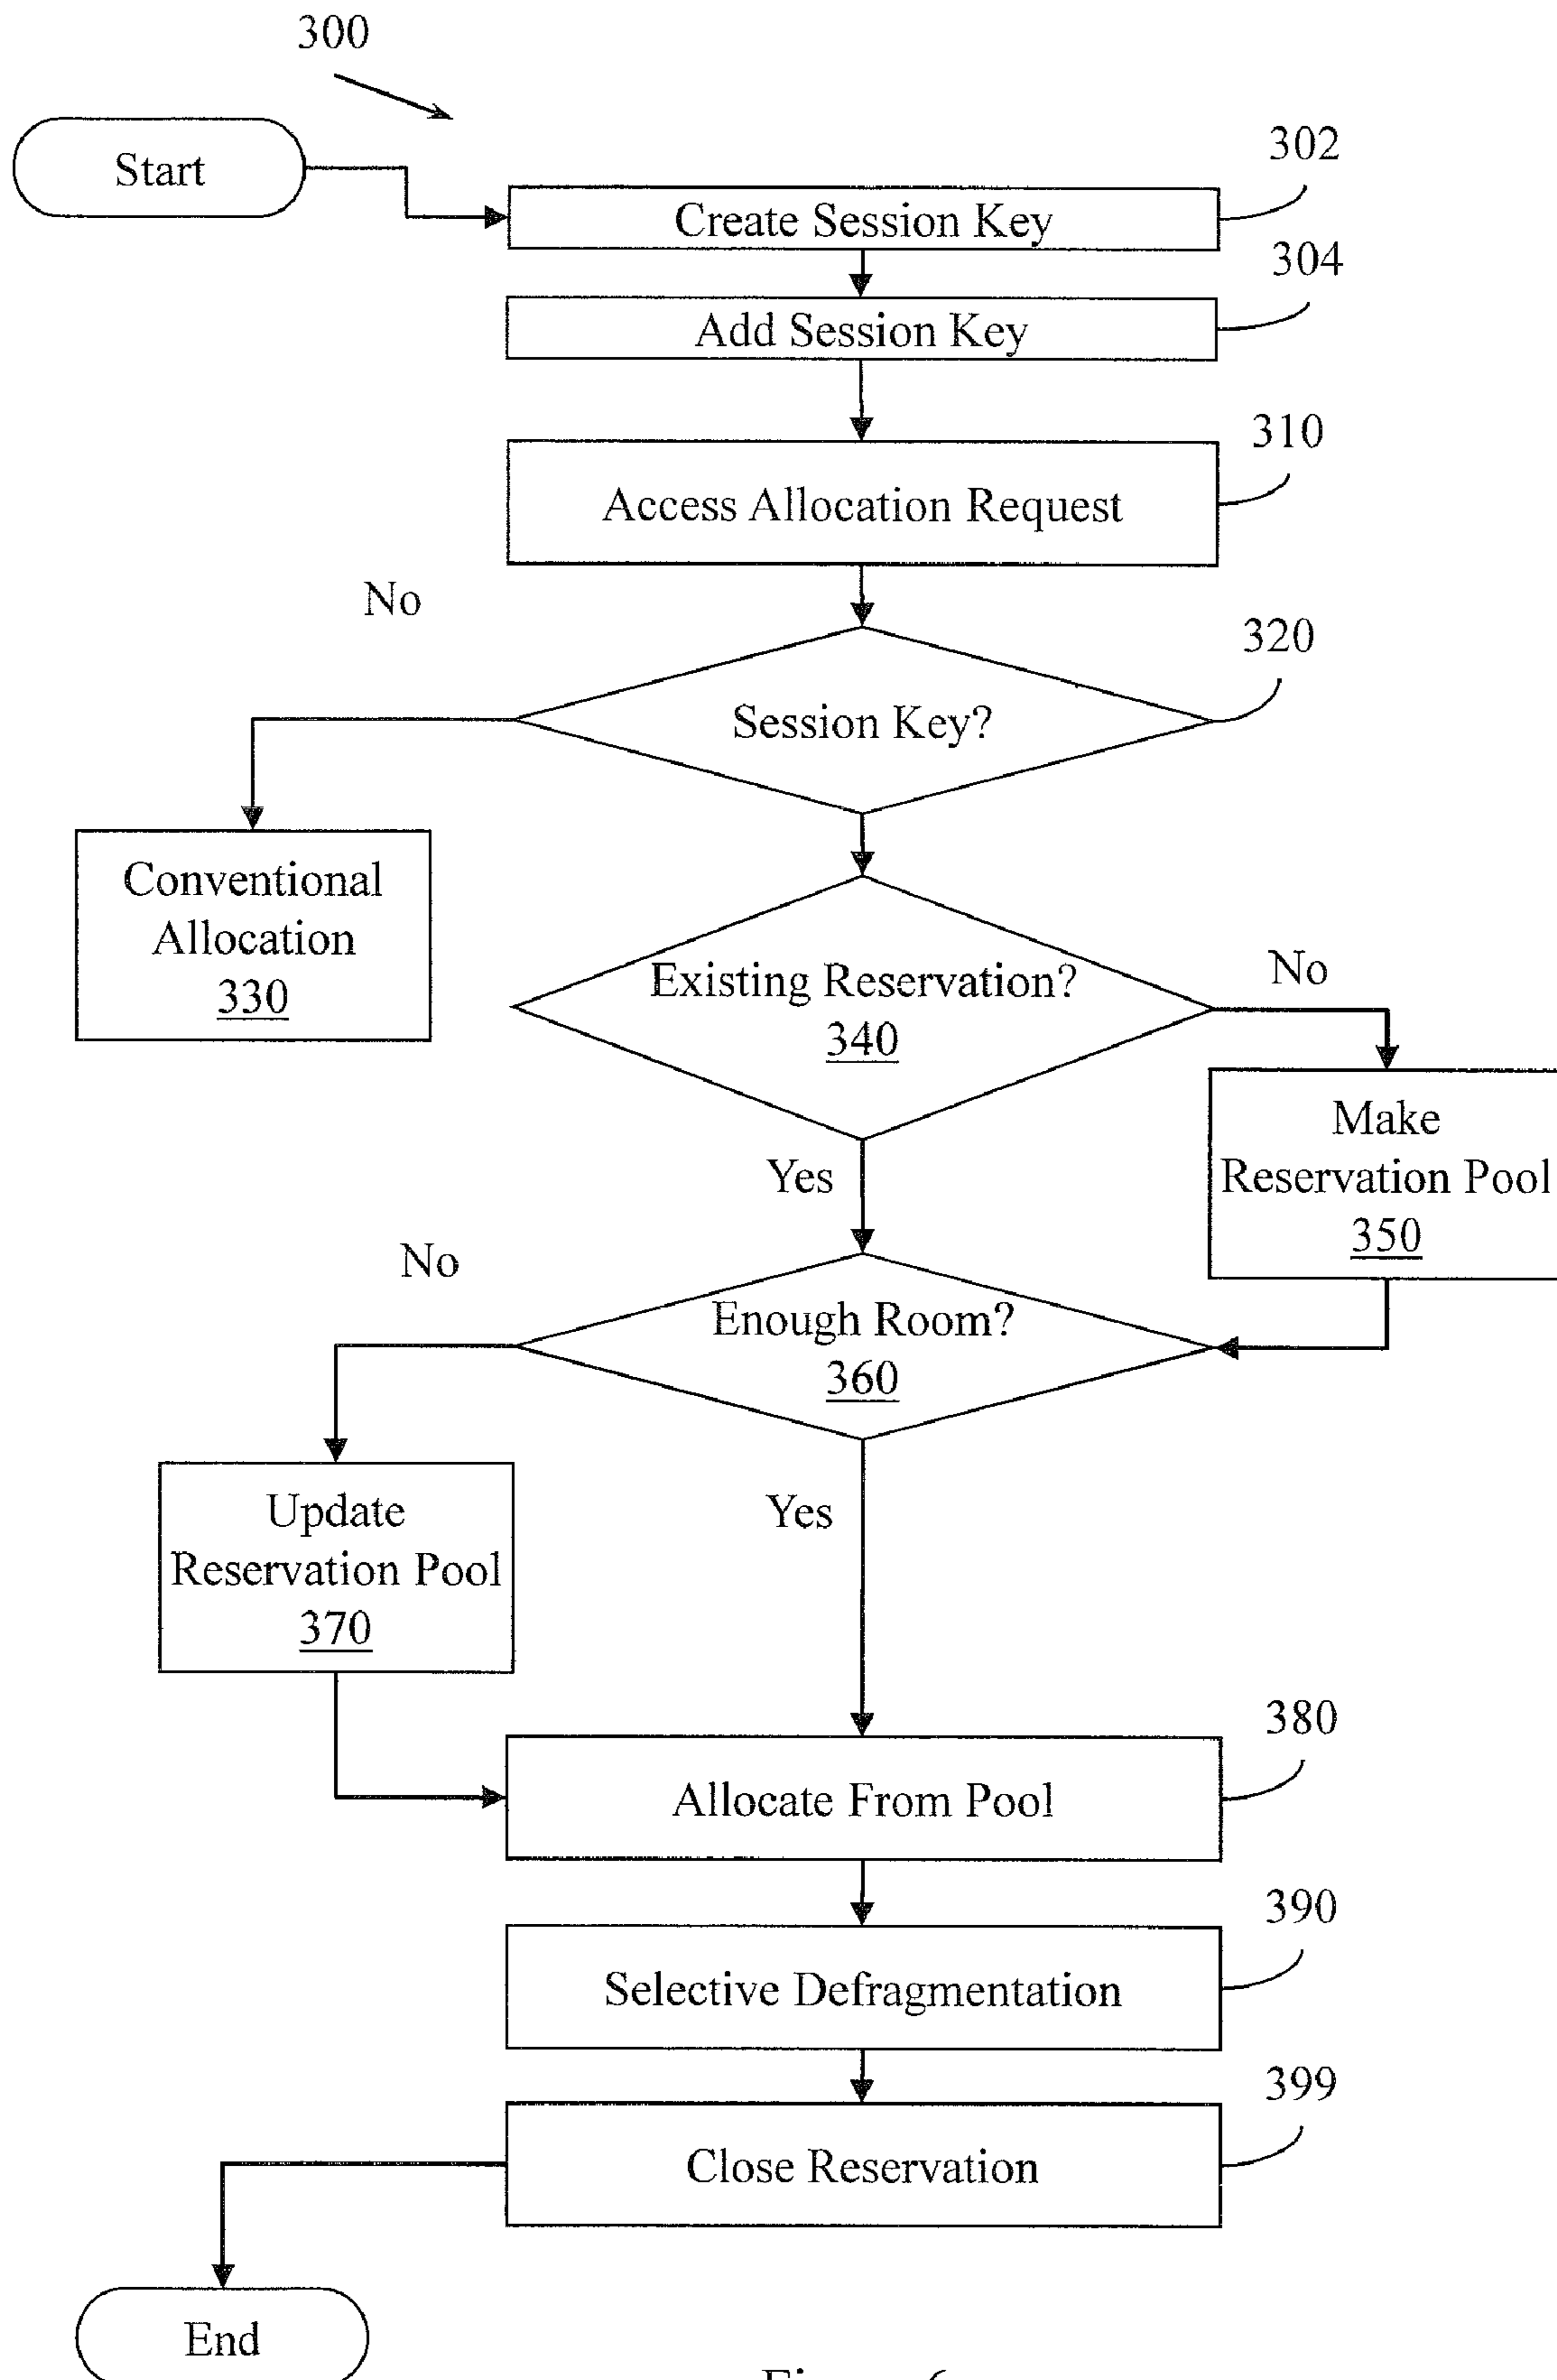 300
Start
302
Create Session Key
304
Add Session Key
310
Access Allocation Request
No
320
Session Key?
Conventional
Allocation
330
Existing Reservation?
340
No
Make
Reservation Pool
350
Yes
No
Enough Room?
360
Update
Reservation Pool
370
Yes
380
Allocate From Pool
390
Selective Defragmentation
399
Close Reservation
End
Figure 6